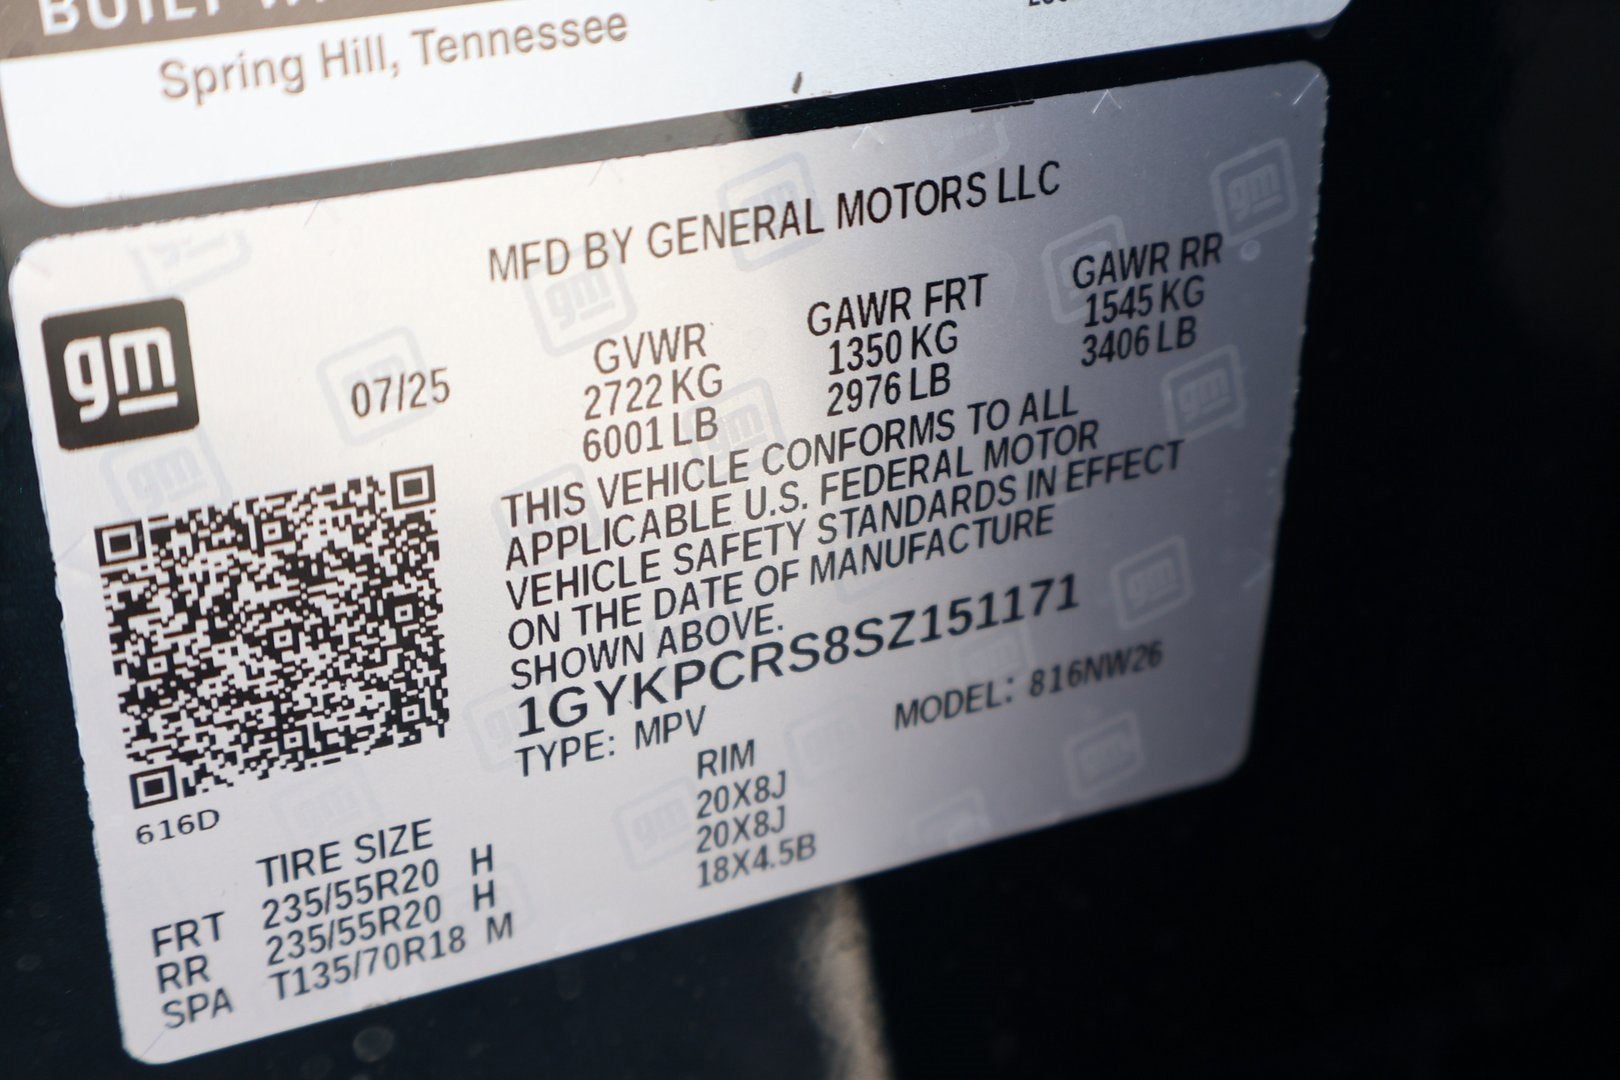 BUILT
Spring Hill, Tennessee
MFD BY GENERAL MOTORS LLC
gm
07/25
GVWR GAWR FRT GAWR RR
2722 KG 1350 KG 1545 KG
6001 LB 2976 LB 3406 LB
THIS VEHICLE CONFORMS TO ALL
APPLICABLE U.S. FEDERAL MOTOR
VEHICLE SAFETY STANDARDS IN EFFECT
ON THE DATE OF MANUFACTURE
SHOWN ABOVE.
1GYKPCRS8SZ151171
TYPE: MPV MODEL: 816NW26
616D
TIRE SIZE RIM
FRT 235/55R20 H 20X8J
RR 235/55R20 H 20X8J
SPA T135/70R18 M 18X4.5B